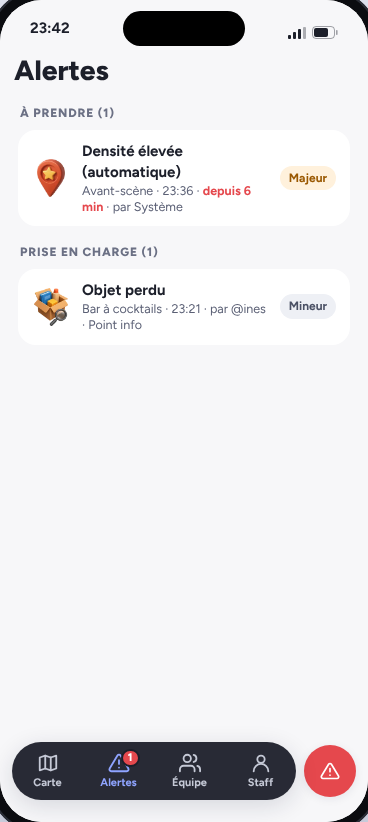 23:42
Alertes
À PRENDRE (1)
Densité élevée
(automatique)
Avant-scène · 23:36 · depuis 6
min · par Système
Majeur
PRISE EN CHARGE (1)
Objet perdu
Bar à cocktails · 23:21 · par @ines
· Point info
Mineur
1
Carte
Alertes
Équipe
Staff